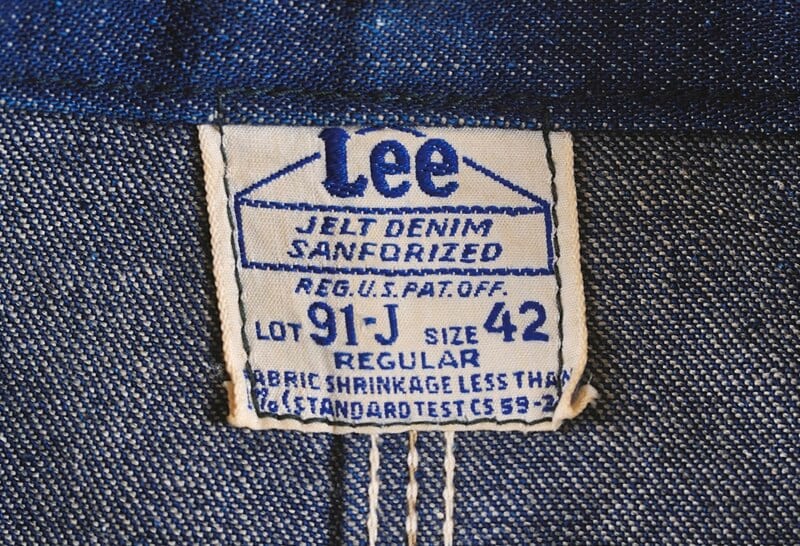 Lee
JELT DENIM
SANFORIZED
REG. U.S. PAT. OFF.
LOT 91-J SIZE 42
REGULAR
ABRIC SHRINKAGE LESS THAN
% (STANDARD TEST CS 59-2